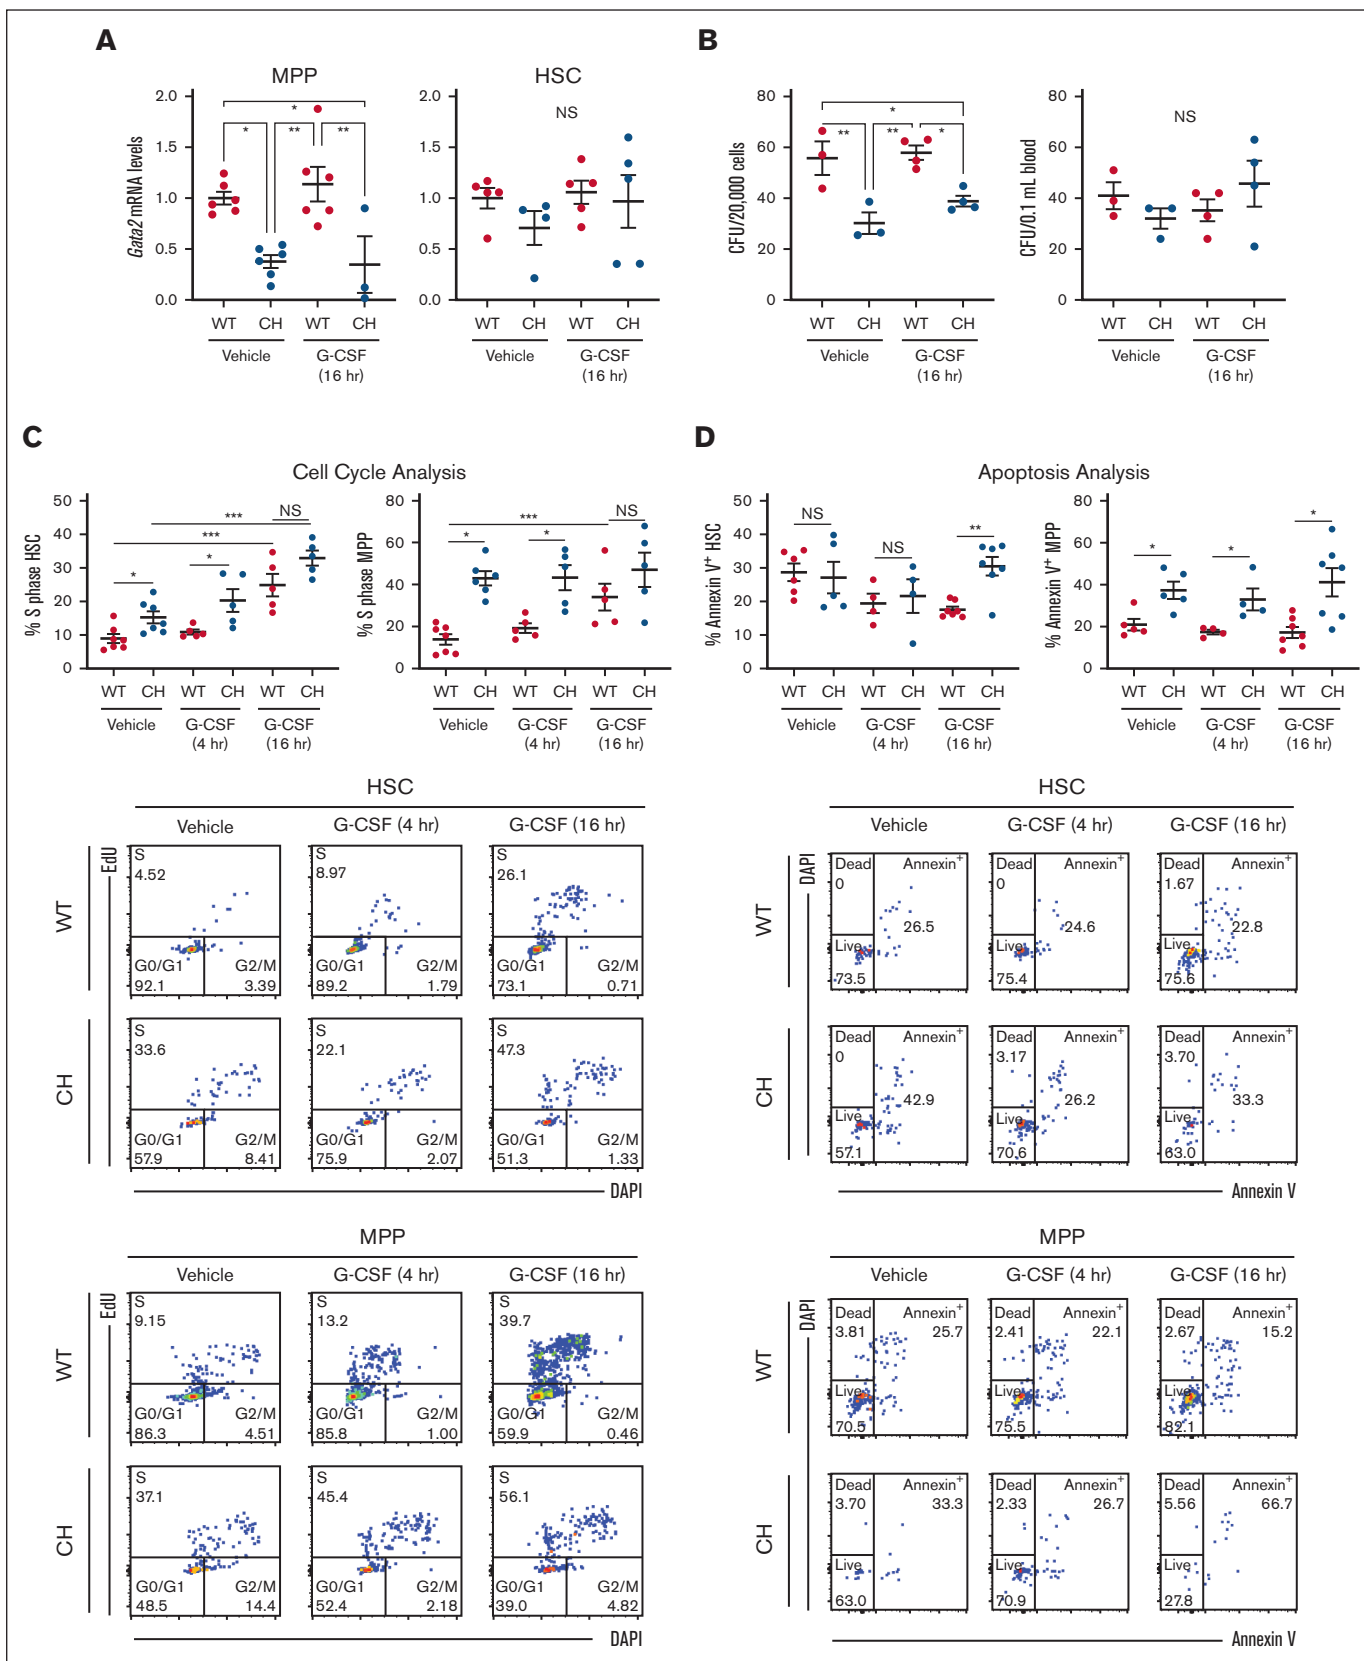 A
B
MPP
HSC
Gata2 mRNA levels
2.0
1.5
1.0
0.5
0.0
*
*
**
**
2.0
1.5
1.0
0.5
0.0
NS
WT CH WT CH
Vehicle G-CSF
(16 hr)
WT CH WT CH
Vehicle G-CSF
(16 hr)
CFU/20,000 cells
80
60
40
20
0
*
**
**
*
CFU/0.1 mL blood
80
60
40
20
0
NS
WT CH WT CH
Vehicle G-CSF
(16 hr)
WT CH WT CH
Vehicle G-CSF
(16 hr)
C
Cell Cycle Analysis
% S phase HSC
50
40
30
20
10
0
***
NS
***
*
*
WT CH WT CH WT CH
Vehicle G-CSF G-CSF
(4 hr) (16 hr)
% S phase MPP
80
60
40
20
0
***
NS
*
*
WT CH WT CH WT CH
Vehicle G-CSF G-CSF
(4 hr) (16 hr)
D
Apoptosis Analysis
% Annexin V+ HSC
50
40
30
20
10
0
NS
NS
**
WT CH WT CH WT CH
Vehicle G-CSF G-CSF
(4 hr) (16 hr)
% Annexin V+ MPP
80
60
40
20
0
*
*
*
WT CH WT CH WT CH
Vehicle G-CSF G-CSF
(4 hr) (16 hr)
HSC
Vehicle G-CSF (4 hr) G-CSF (16 hr)
EdU
WT
S
4.52
G0/G1 G2/M
92.1 3.39
S
8.97
G0/G1 G2/M
89.2 1.79
S
26.1
G0/G1 G2/M
73.1 0.71
CH
S
33.6
G0/G1 G2/M
57.9 8.41
S
22.1
G0/G1 G2/M
75.9 2.07
S
47.3
G0/G1 G2/M
51.3 1.33
DAPI
HSC
Vehicle G-CSF (4 hr) G-CSF (16 hr)
DAPI
WT
Dead Annexin+
0
26.5
Live
73.5
Dead Annexin+
0
24.6
Live
75.4
Dead Annexin+
1.67
22.8
Live
75.6
CH
Dead Annexin+
0
42.9
Live
57.1
Dead Annexin+
3.17
26.2
Live
70.6
Dead Annexin+
3.70
33.3
Live
63.0
Annexin V
MPP
Vehicle G-CSF (4 hr) G-CSF (16 hr)
EdU
WT
S
9.15
G0/G1 G2/M
86.3 4.51
S
13.2
G0/G1 G2/M
85.8 1.00
S
39.7
G0/G1 G2/M
59.9 0.46
CH
S
37.1
G0/G1 G2/M
48.5 14.4
S
45.4
G0/G1 G2/M
52.4 2.18
S
56.1
G0/G1 G2/M
39.0 4.82
DAPI
MPP
Vehicle G-CSF (4 hr) G-CSF (16 hr)
DAPI
WT
Dead Annexin+
3.81 25.7
Live
70.5
Dead Annexin+
2.41 22.1
Live
75.5
Dead Annexin+
2.67 15.2
Live
82.1
CH
Dead Annexin+
3.70 33.3
Live
63.0
Dead Annexin+
2.33 26.7
Live
70.9
Dead Annexin+
5.56 66.7
Live
27.8
Annexin V